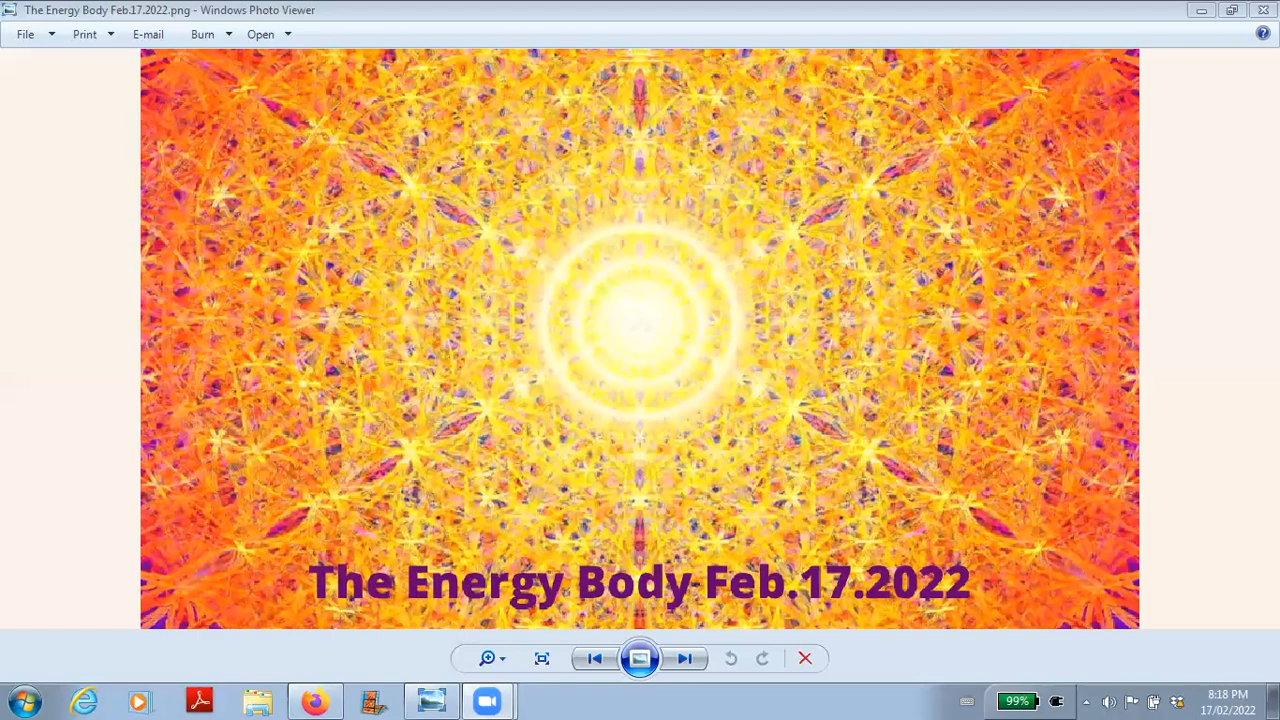 The Energy Body Feb.17.2022.png - Windows Photo Viewer
File Print E-mail Burn Open
The Energy Body Feb.17.2022
99%
8:18 PM
17/02/2022